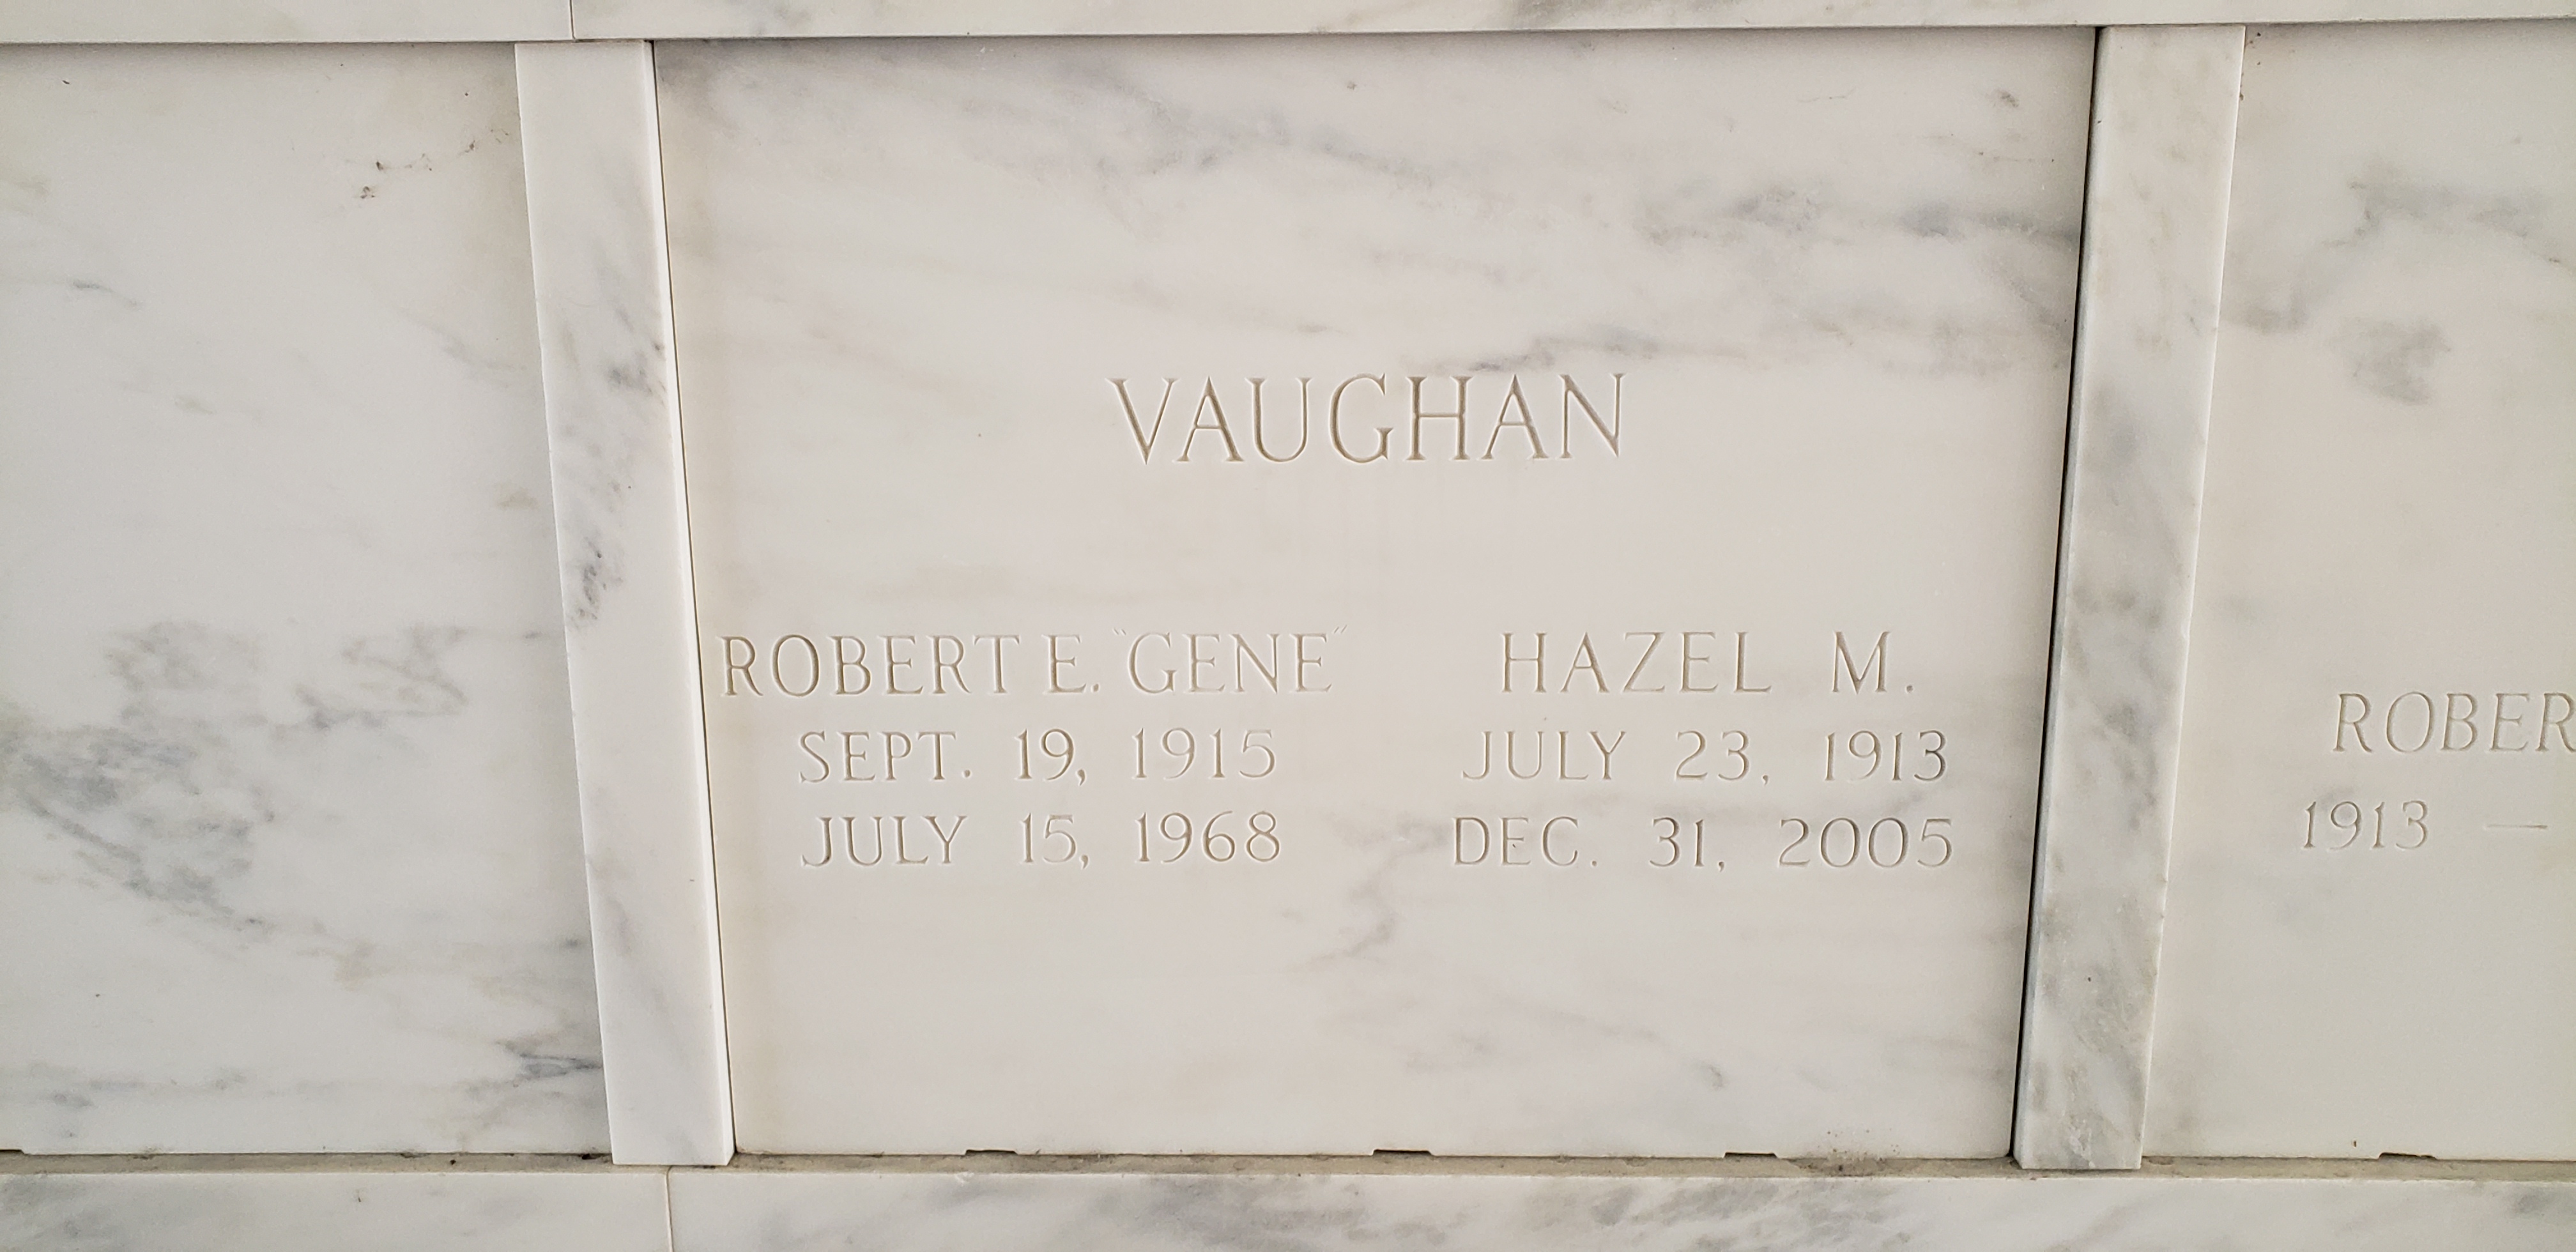 VAUGHAN
ROBERT E. "GENE"
SEPT. 19, 1915
JULY 15, 1968
HAZEL M.
JULY 23, 1913
DEC. 31, 2005
ROBER
1913 —